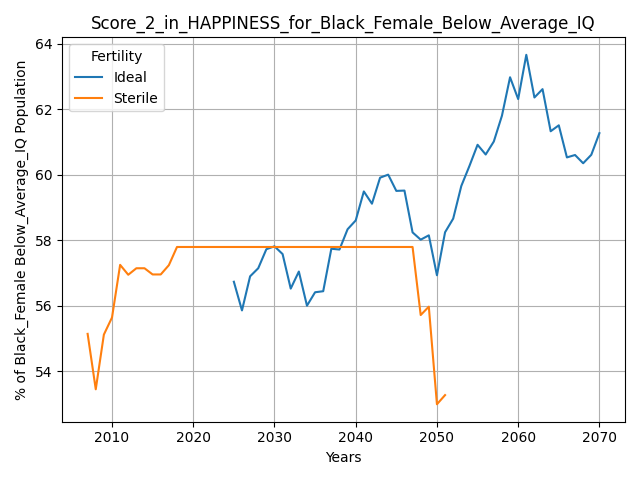 Score_2_in_HAPPINESS_for_Black_Female_Below_Average_IQ
% of Black_Female Below_Average_IQ Population
Fertility
Ideal
Sterile
64
62
60
58
56
54
2010
2020
2030
2040
2050
2060
2070
Years